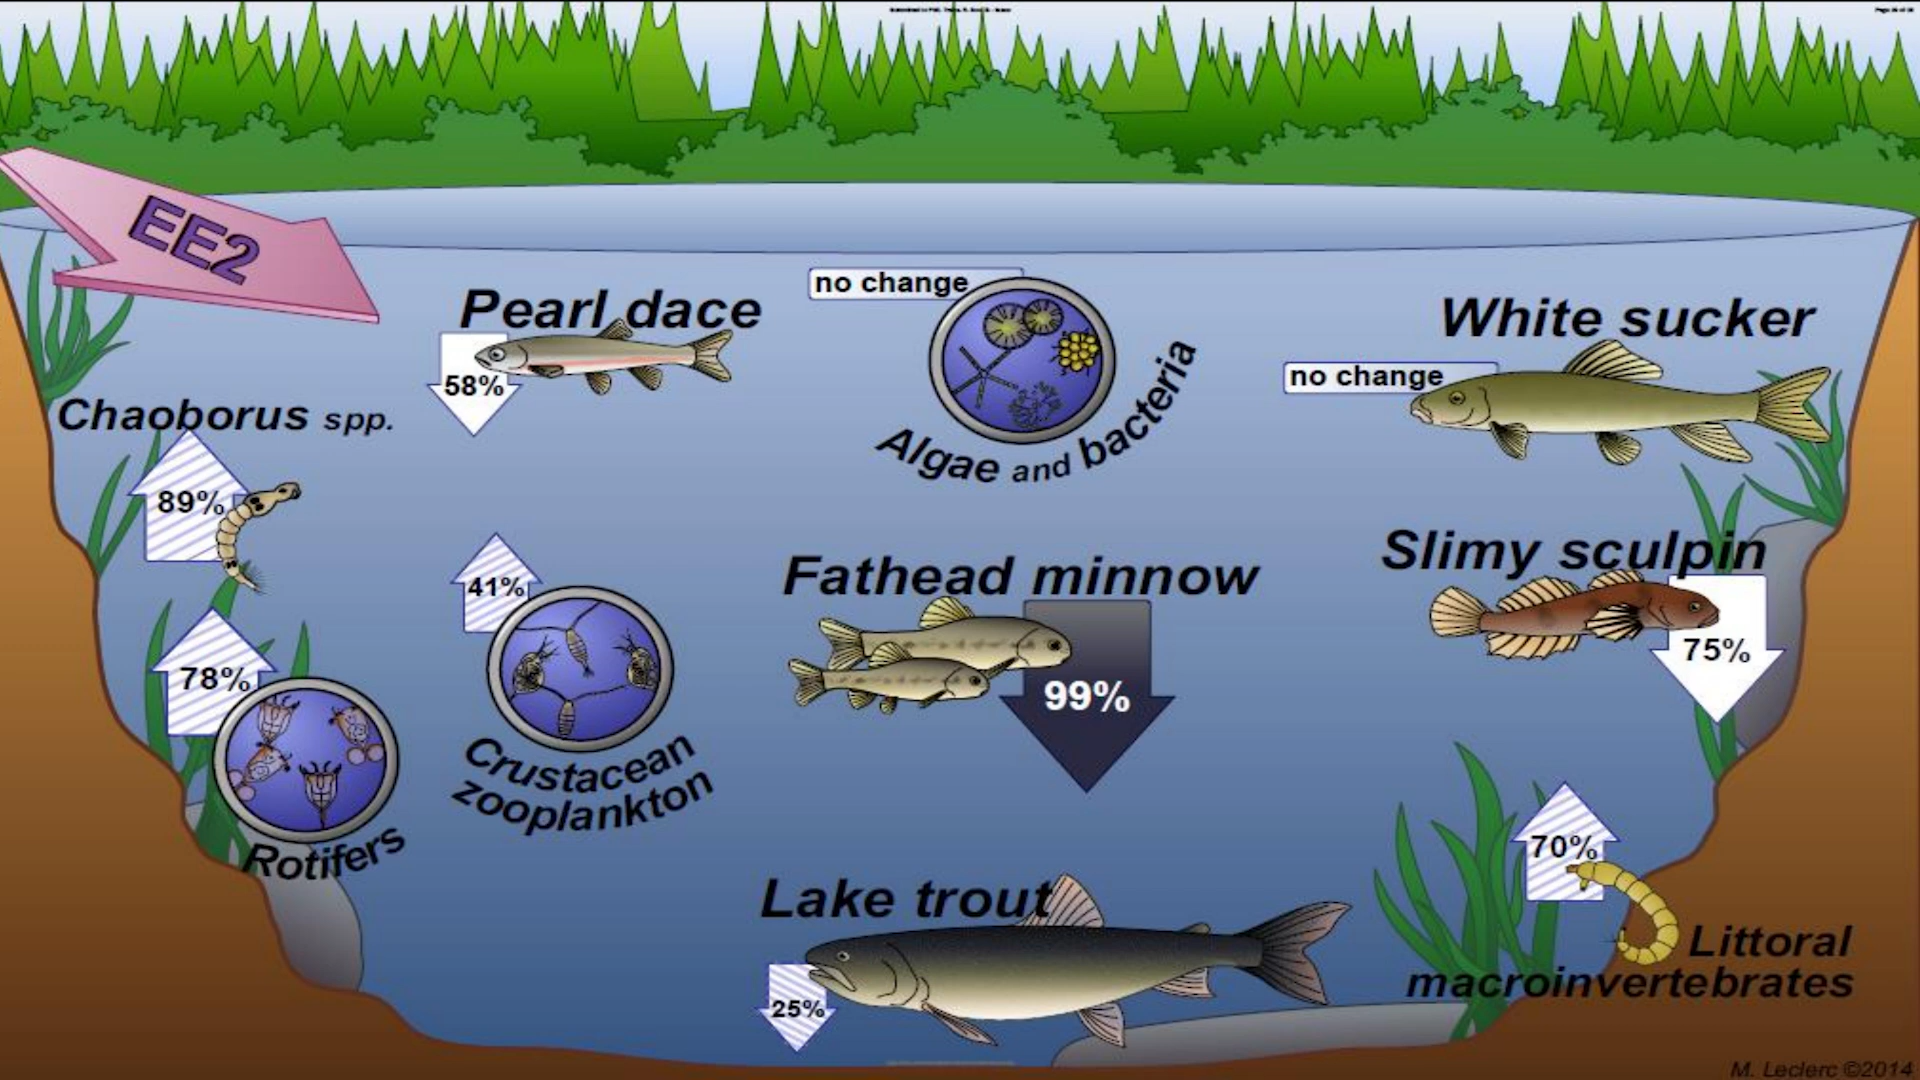 EE2
Pearl dace
58%
no change
Algae and bacteria
White sucker
no change
Chaoborus spp.
89%
41%
Crustacean
zooplankton
Fathead minnow
99%
Slimy sculpin
75%
78%
Rotifers
Lake trout
25%
70%
Littoral
macroinvertebrates
M. Leclerc ©2014